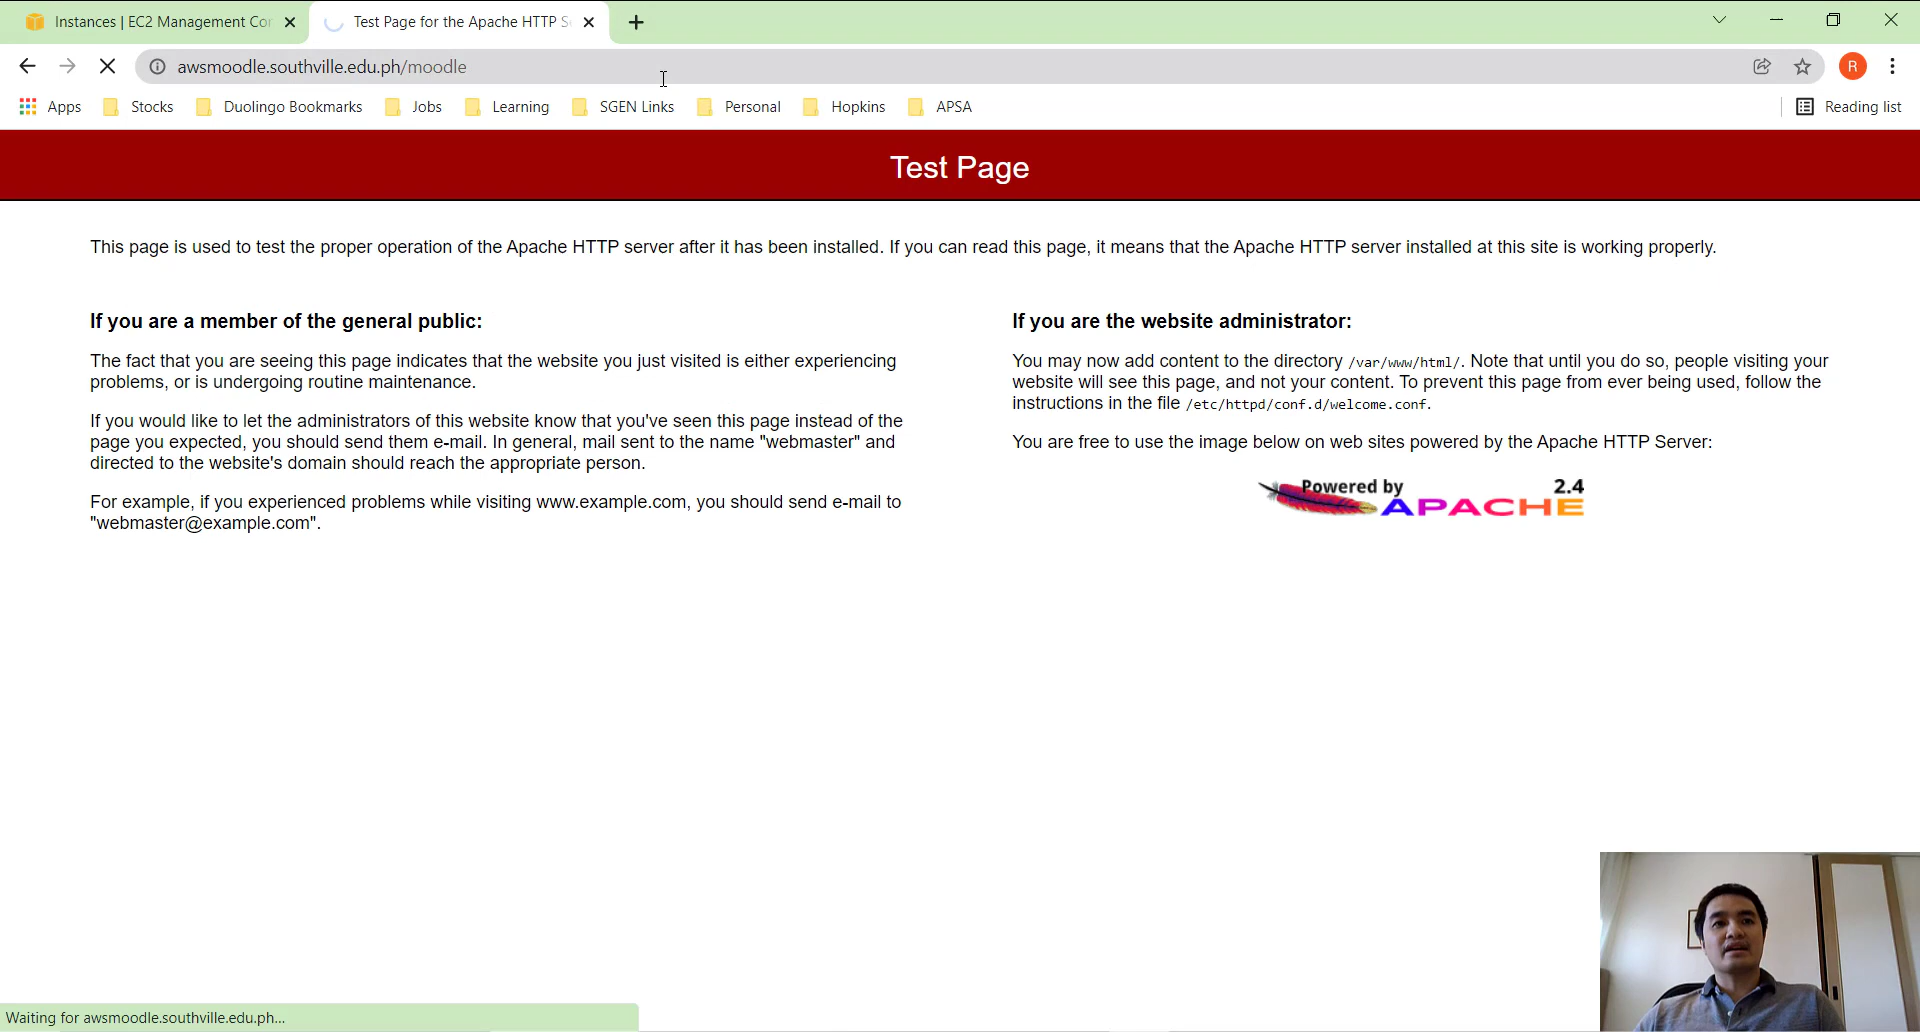 Instances | EC2 Management Cor
Test Page for the Apache HTTP S
awsmoodle.southville.edu.ph/moodle
R
Apps
Stocks
Duolingo Bookmarks
Jobs
Learning
SGEN Links
Personal
Hopkins
APSA
Reading list
Test Page
This page is used to test the proper operation of the Apache HTTP server after it has been installed. If you can read this page, it means that the Apache HTTP server installed at this site is working properly.
If you are a member of the general public:
The fact that you are seeing this page indicates that the website you just visited is either experiencing
problems, or is undergoing routine maintenance.
If you would like to let the administrators of this website know that you've seen this page instead of the
page you expected, you should send them e-mail. In general, mail sent to the name "webmaster" and
directed to the website's domain should reach the appropriate person.
For example, if you experienced problems while visiting www.example.com, you should send e-mail to
"webmaster@example.com".
If you are the website administrator:
You may now add content to the directory /var/www/html/. Note that until you do so, people visiting your
website will see this page, and not your content. To prevent this page from ever being used, follow the
instructions in the file /etc/httpd/conf.d/welcome.conf.
You are free to use the image below on web sites powered by the Apache HTTP Server:
Powered by 2.4
APACHE
Waiting for awsmoodle.southville.edu.ph...